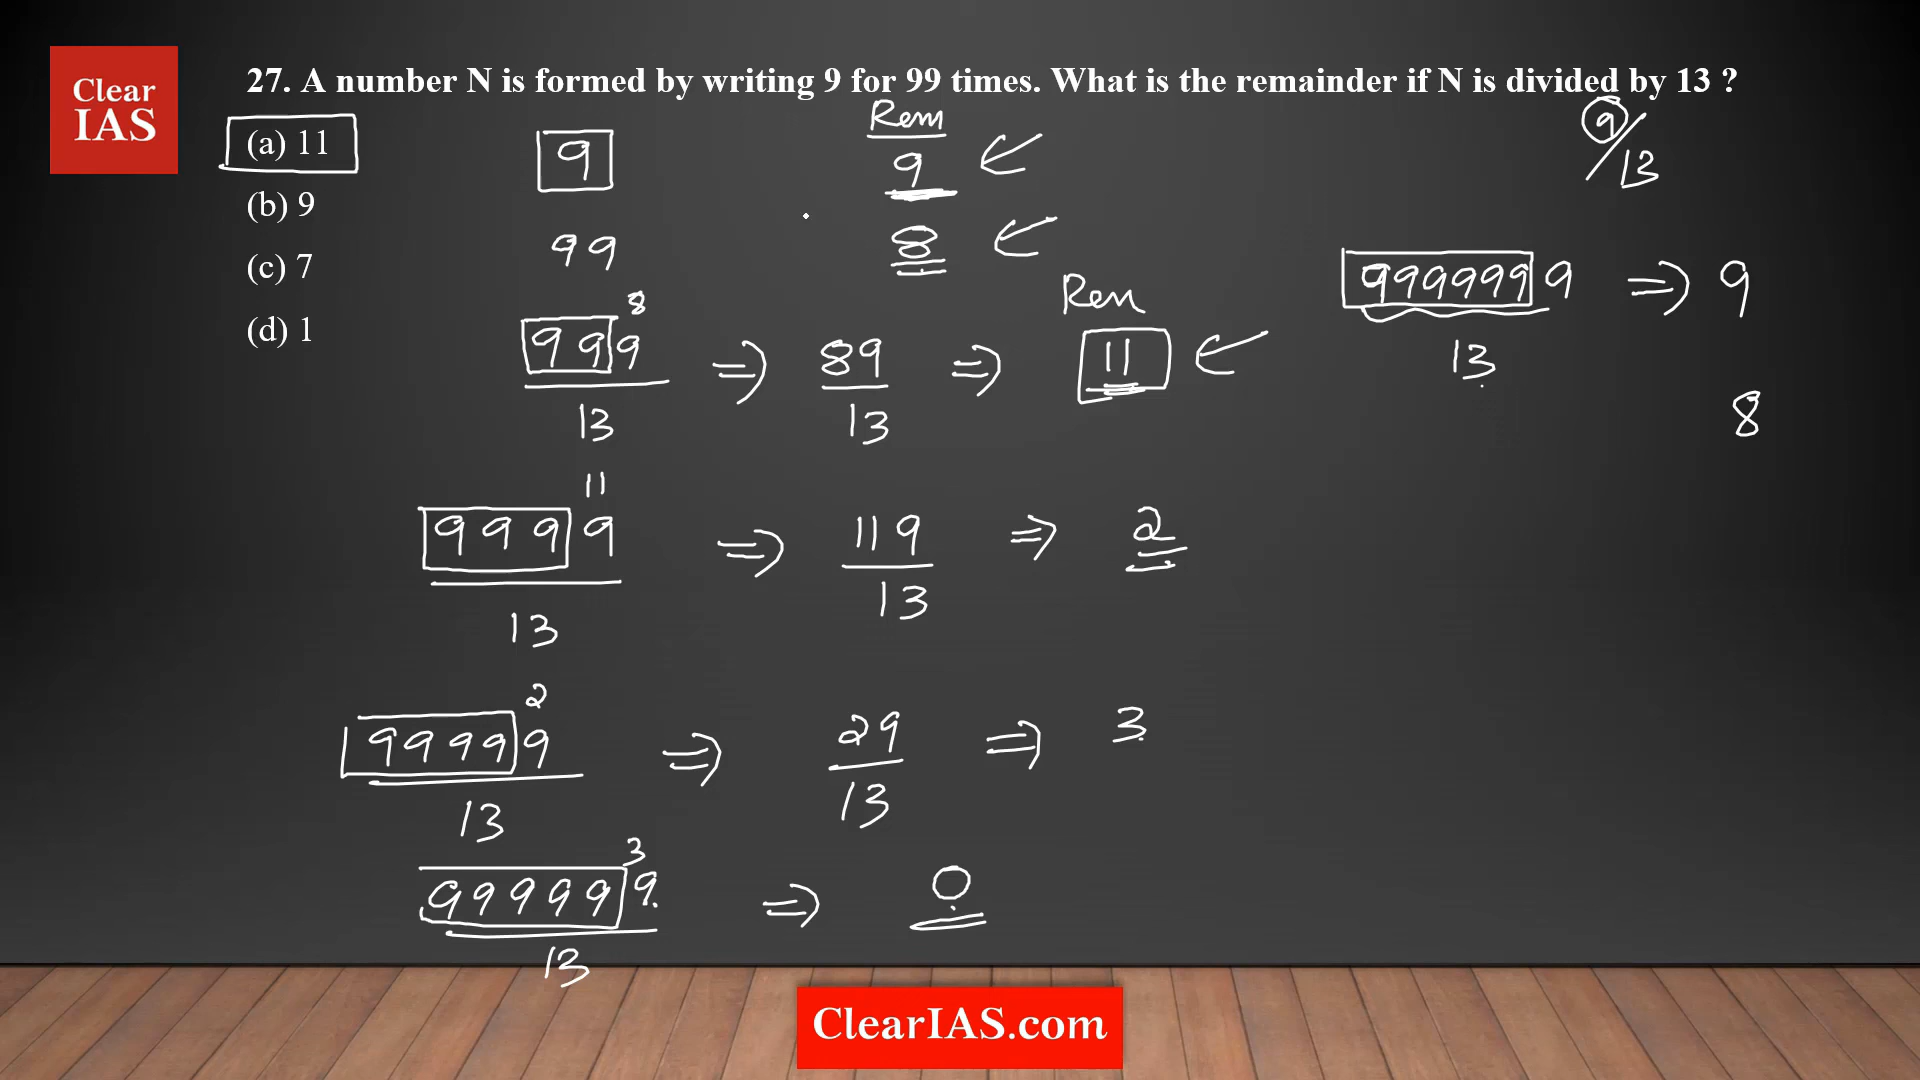 Clear
IAS
27. A number N is formed by writing 9 for 99 times. What is the remainder if N is divided by 13 ?
(a) 11
(b) 9
(c) 7
(d) 1
Rem
9
9
9/13
99
8
9999999 ⇒ 9
13
8
8
Rem
999 ⇒ 89 ⇒ 11
13 13
11
9999 ⇒ 119 ⇒ 2
13 13
2
99999 ⇒ 29 ⇒ 3
13 13
3
999999 ⇒ 0
13
ClearIAS.com